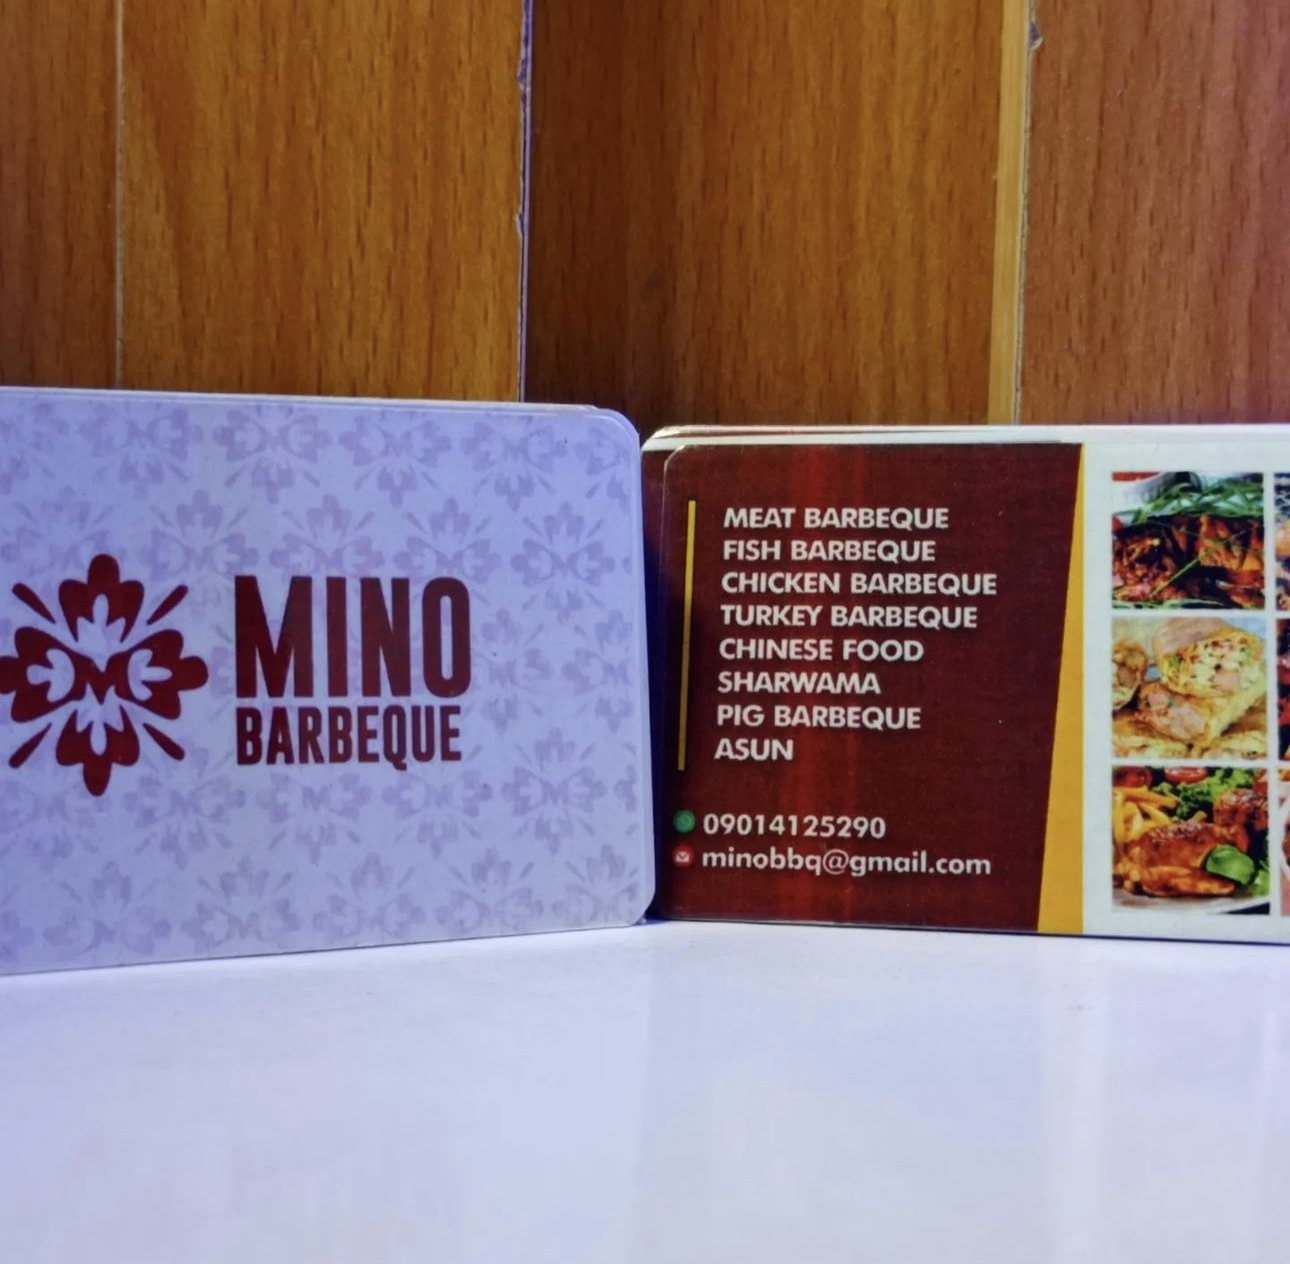 MINO
BARBEQUE
MEAT BARBEQUE
FISH BARBEQUE
CHICKEN BARBEQUE
TURKEY BARBEQUE
CHINESE FOOD
SHARWAMA
PIG BARBEQUE
ASUN
09014125290
minobbq@gmail.com